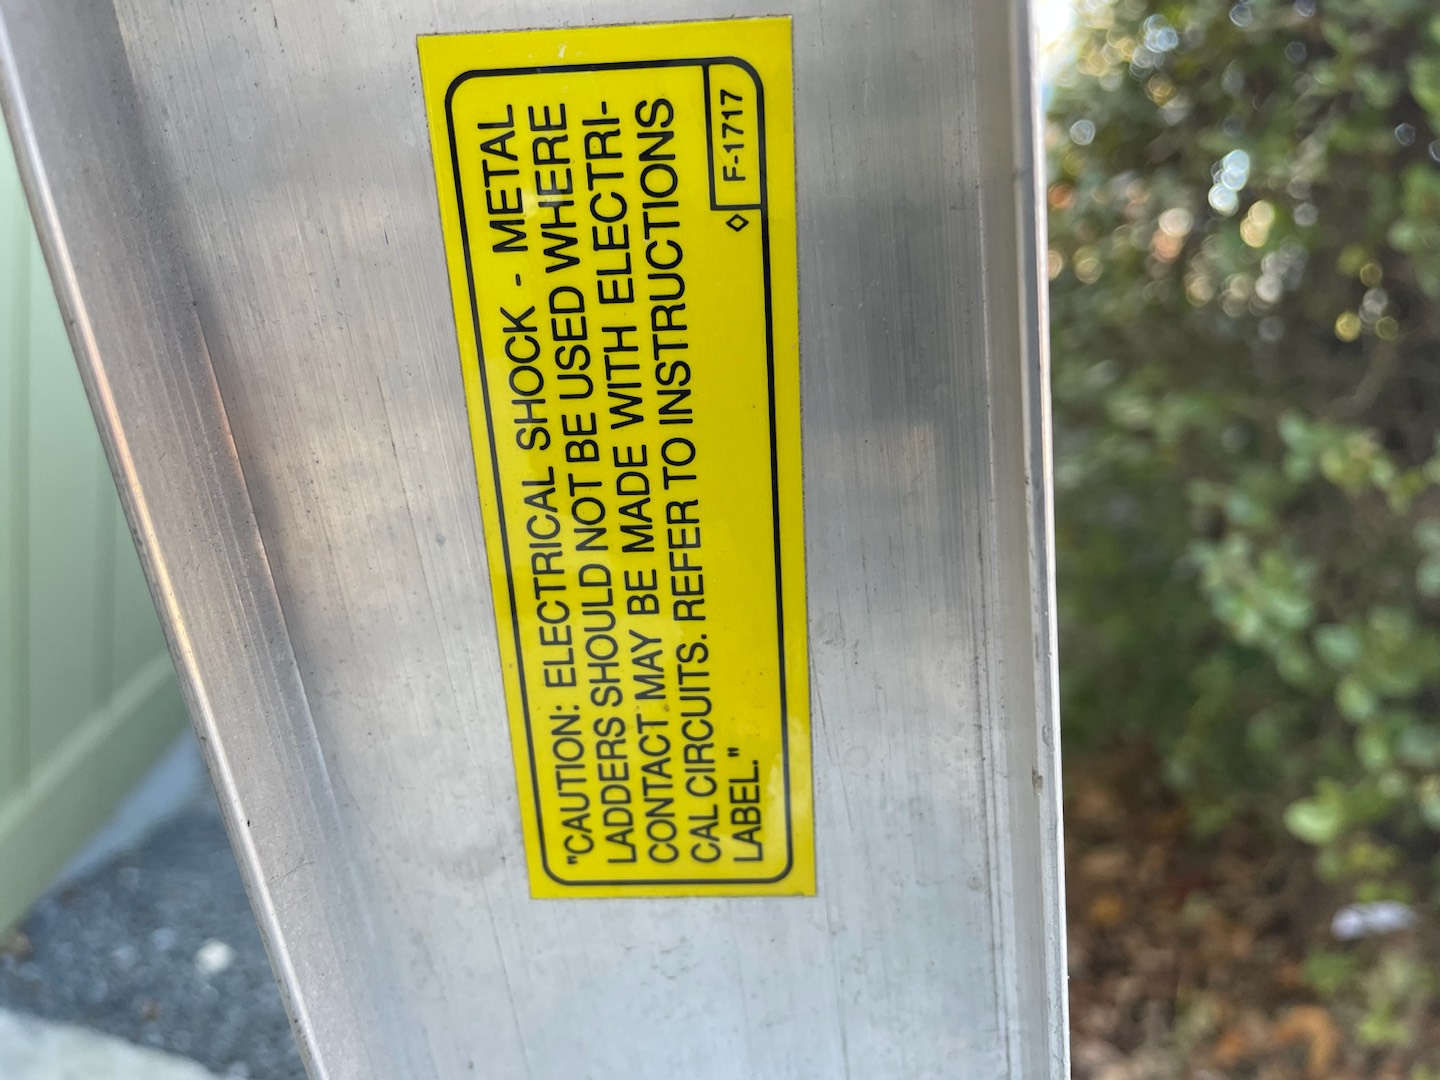 "CAUTION: ELECTRICAL SHOCK - METAL
LADDERS SHOULD NOT BE USED WHERE
CONTACT MAY BE MADE WITH ELECTRI-
CAL CIRCUITS. REFER TO INSTRUCTIONS
LABEL."
F-1717